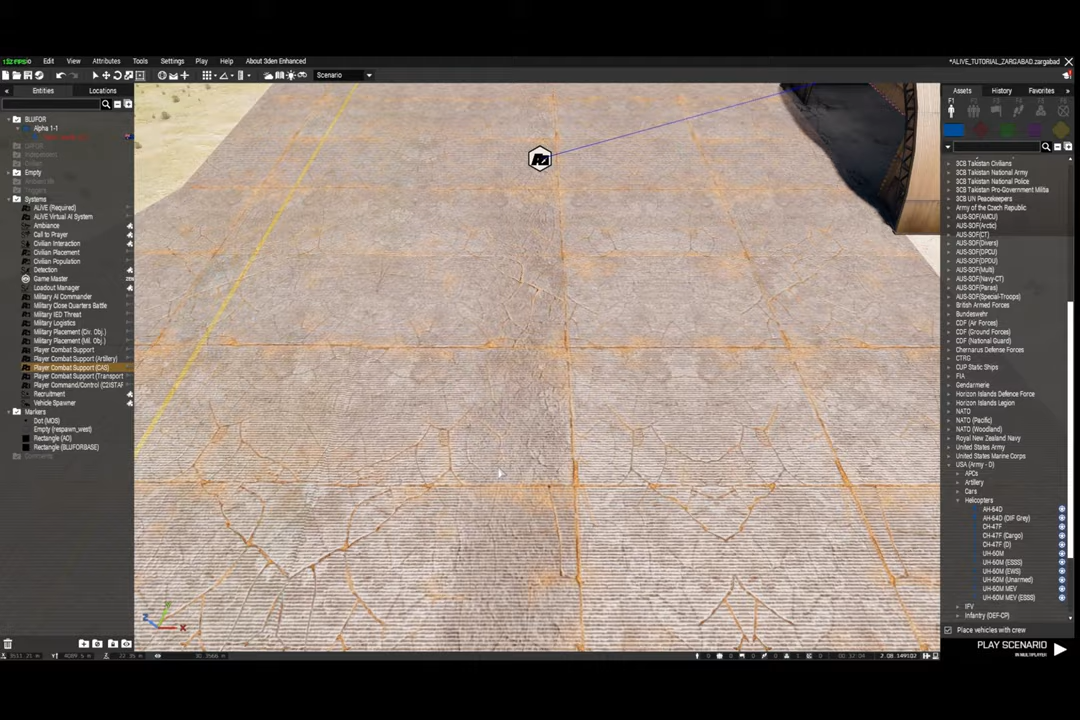 Edit View Attributes Tools Settings Play Help About 3den Enhanced
*ALIVE_TUTORIAL_ZARGABAD.zargabad
Scenario
Entities Locations
BLUFOR
Alpha 1-1
Empty
Systems
ALiVE (Required)
ALiVE Virtual AI System
Ambiance
Call to Prayer
Civilian Interaction
Civilian Placement
Civilian Population
Detection
Game Master
Loadout Manager
Military AI Commander
Military Close Quarters Battle
Military IED Threat
Military Logistics
Military Placement (Civ. Obj.)
Military Placement (Mil. Obj.)
Player Combat Support
Player Combat Support (Artillery)
Player Combat Support (CAS)
Player Combat Support (Transport
Player Command/Control (C2ISTAR
Recruitment
Vehicle Spawner
Markers
Dot (MOS)
Empty (respawn_west)
Rectangle (AO)
Rectangle (BLUFORBASE)
Assets History Favorites
F1
3CB Takistan Civilians
3CB Takistan National Army
3CB Takistan National Police
3CB Takistan Pro-Government Militia
3CB UN Peacekeepers
Army of the Czech Republic
AUS-SOF(AMCU)
AUS-SOF(Arctic)
AUS-SOF(CT)
AUS-SOF(Divers)
AUS-SOF(DPCU)
AUS-SOF(DPDU)
AUS-SOF(Multi)
AUS-SOF(Navy-CT)
AUS-SOF(Paras)
AUS-SOF(Special-Troops)
British Armed Forces
Bundeswehr
CDF (Air Forces)
CDF (Ground Forces)
CDF (National Guard)
Chernarus Defense Forces
CTRG
CUP Static Ships
FIA
Gendarmerie
Horizon Islands Defence Force
Horizon Islands Legion
NATO
NATO (Pacific)
NATO (Woodland)
Royal New Zealand Navy
United States Army
United States Marine Corps
USA (Army - D)
APCs
Artillery
Cars
Helicopters
AH-64D
AH-64D (DIF Grey)
CH-47F
CH-47F (Cargo)
CH-47F (D)
UH-60M
UH-60M (ESSS)
UH-60M (EWS)
UH-60M (Unarmed)
UH-60M MEV
UH-60M MEV (ESSS)
IFV
Infantry (OEF-CP)
Place vehicles with crew
PLAY SCENARIO
IN MULTIPLAYER
2.08.149102
Z X